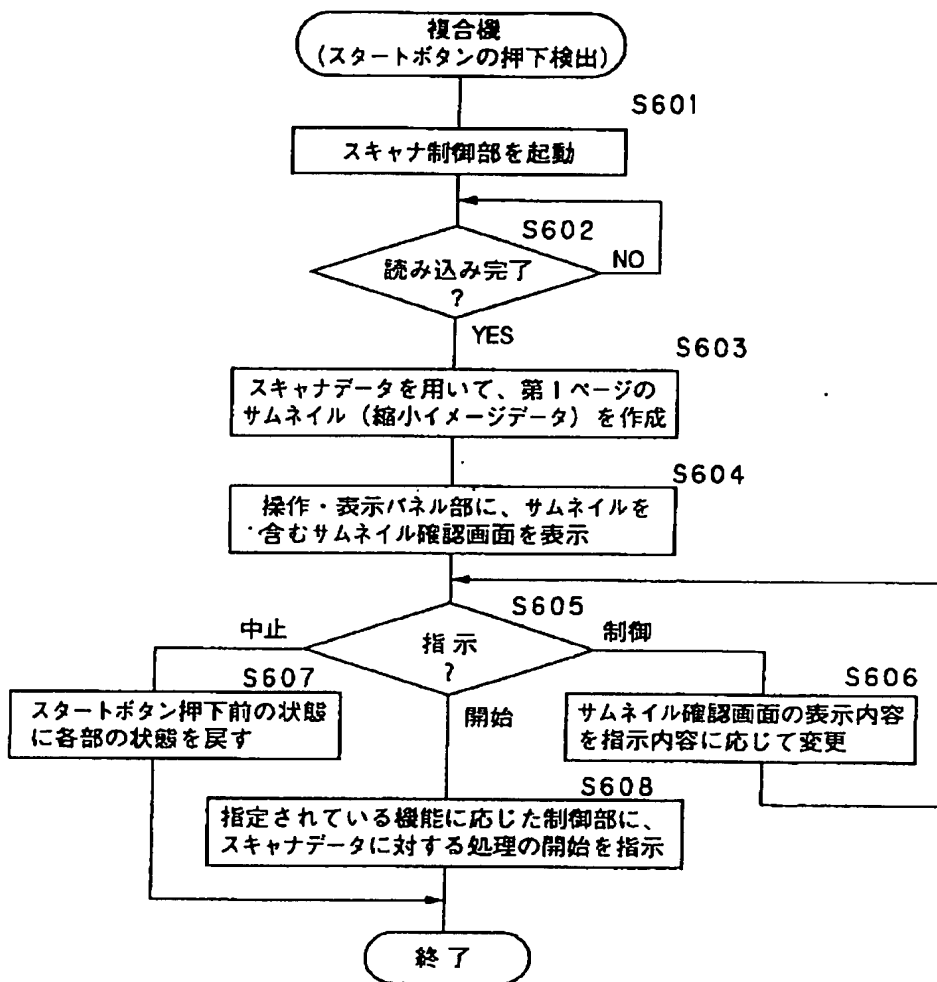 複合機
(スタートボタンの押下検出)
S601
スキャナ制御部を起動
S602
読み込み完了
?
NO
YES
S603
スキャナデータを用いて、第1ページの
サムネイル(縮小イメージデータ)を作成
S604
操作・表示パネル部に、サムネイルを
含むサムネイル確認画面を表示
S605
指示
?
中止
制御
開始
S607
スタートボタン押下前の状態
に各部の状態を戻す
S606
サムネイル確認画面の表示内容
を指示内容に応じて変更
S608
指定されている機能に応じた制御部に、
スキャナデータに対する処理の開始を指示
終了